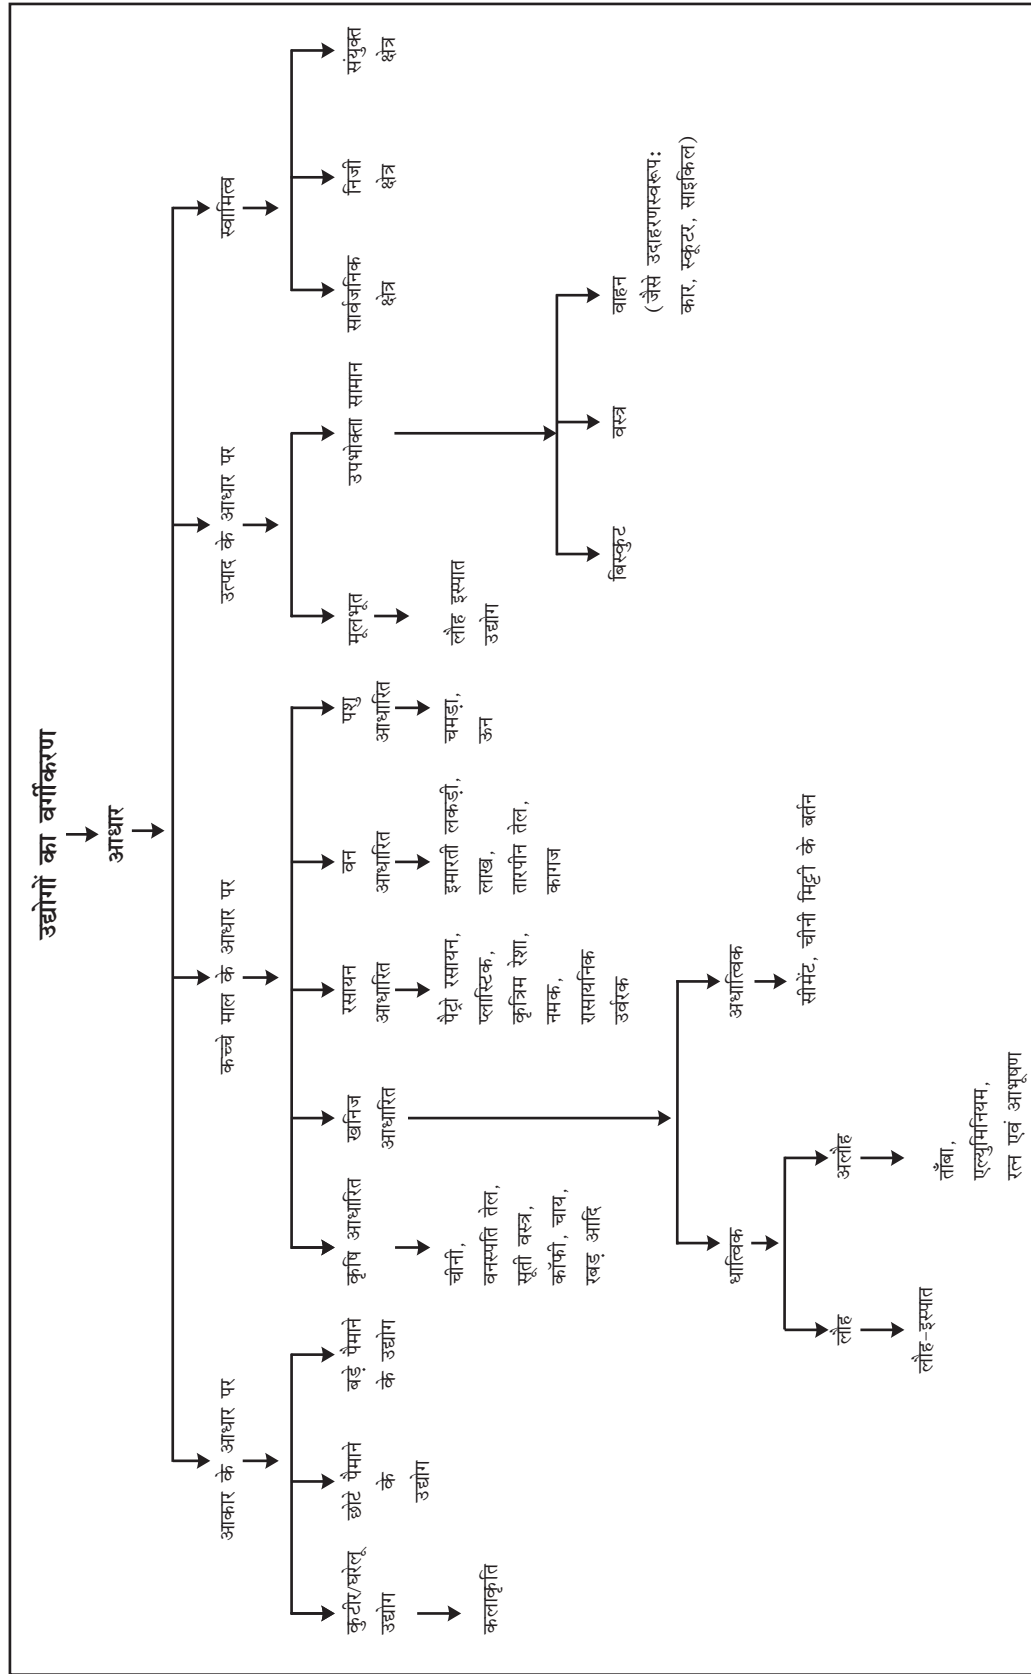 उद्योगों का वर्गीकरण
आधार
आकार के आधार पर
कच्चे माल के आधार पर
उत्पाद के आधार पर
स्वामित्व
कुटीर/घरेलू
उद्योग
कलाकृति
छोटे पैमाने
के
उद्योग
बड़े पैमाने
के उद्योग
कृषि आधारित
चीनी,
वनस्पति तेल,
सूती वस्त्र,
कॉफी, चाय,
रबड़ आदि
खनिज
आधारित
रसायन
आधारित
पैट्रो रसायन,
प्लास्टिक,
कृत्रिम रेशा,
नमक,
रासायनिक
उर्वरक
वन
आधारित
इमारती लकड़ी,
लाख,
तारपीन तेल,
कागज
पशु
आधारित
चमड़ा,
ऊन
मूलभूत
लौह इस्पात
उद्योग
उपभोक्ता सामान
सार्वजनिक
क्षेत्र
निजी
क्षेत्र
संयुक्त
क्षेत्र
बिस्कुट
वस्त्र
वाहन
(जैसे उदाहरणस्वरूप:
कार, स्कूटर, साइकिल)
धात्विक
अधात्विक
सीमेंट, चीनी मिट्टी के बर्तन
लौह
लौह-इस्पात
अलौह
ताँबा,
एल्युमिनियम,
रत्न एवं आभूषण